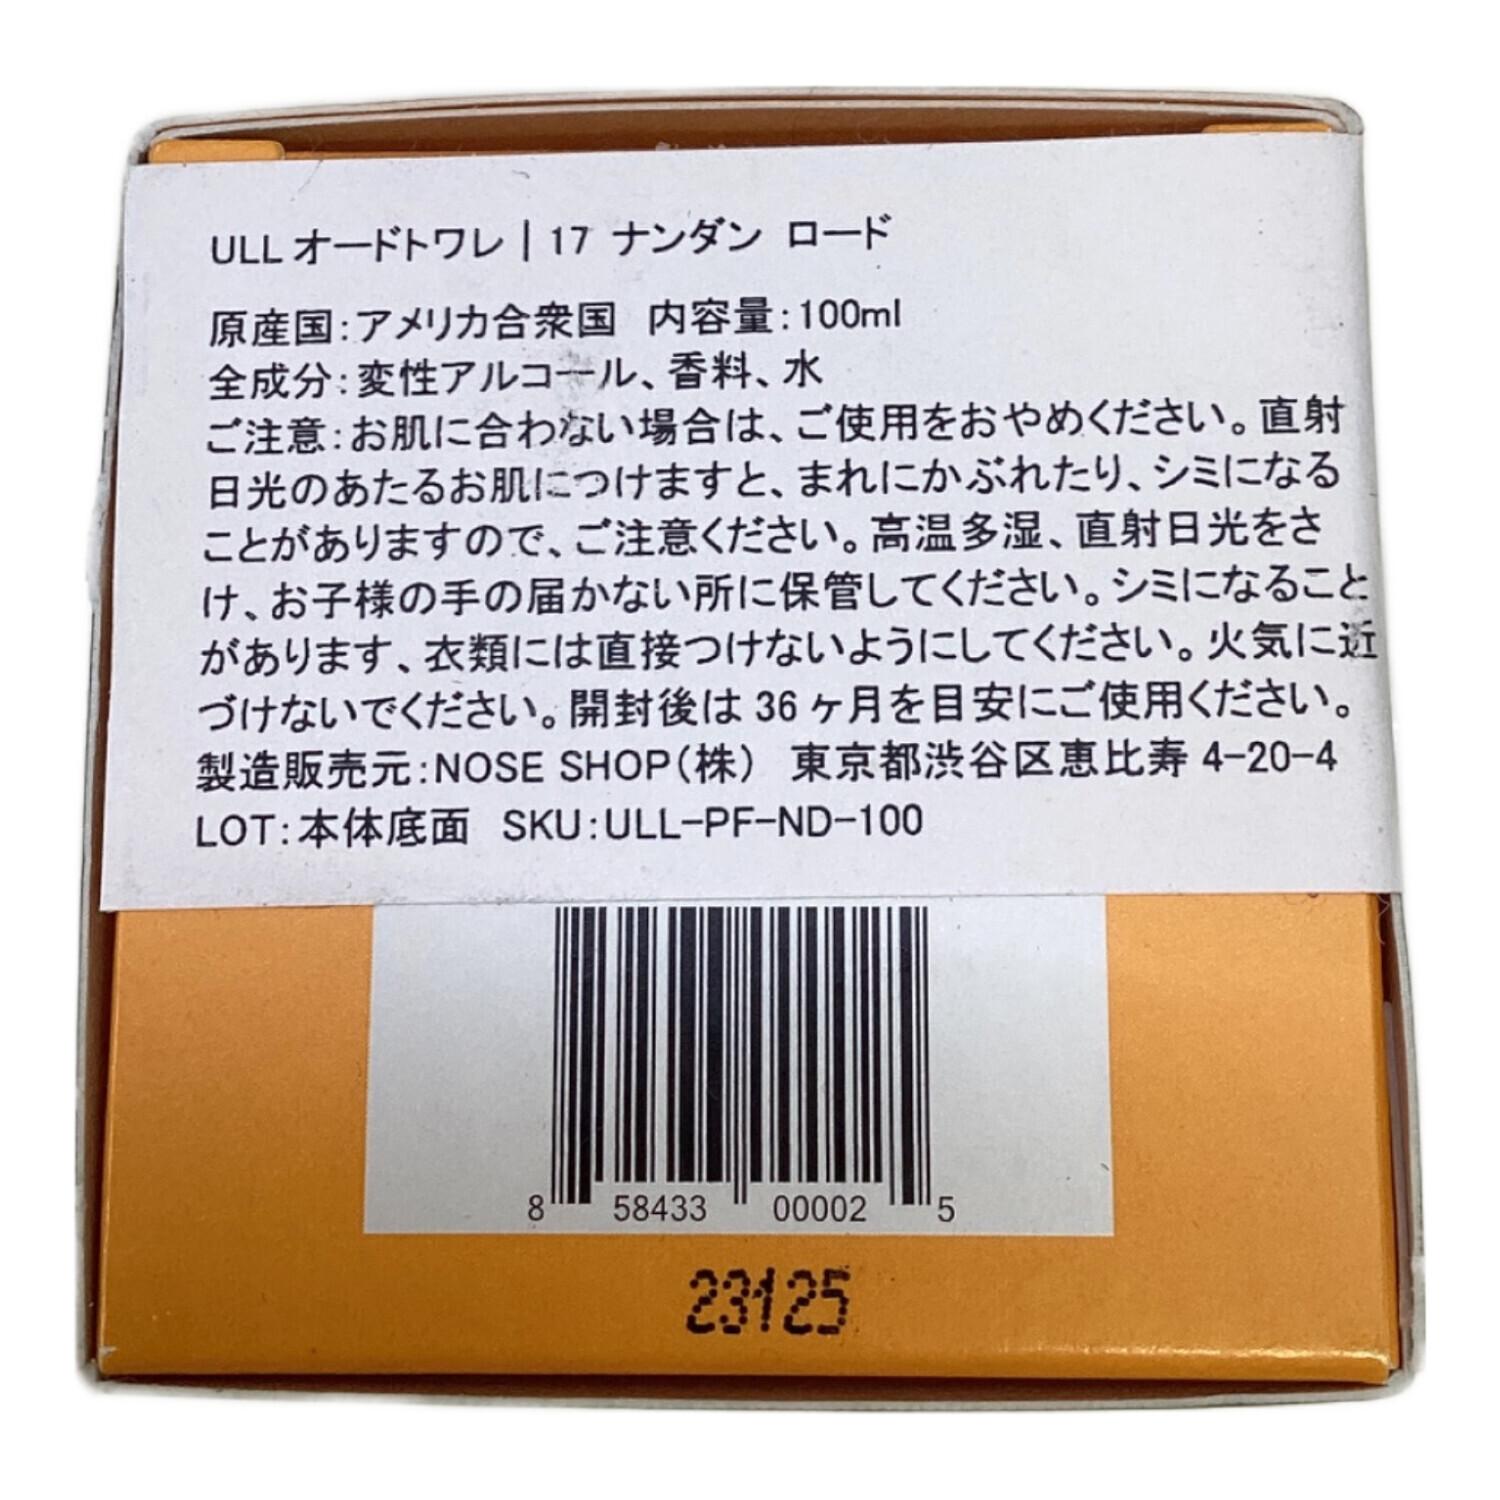 ULL オードトワレ | 17 ナンダン ロード
原産国：アメリカ合衆国　内容量：100ml
全成分：変性アルコール、香料、水
ご注意：お肌に合わない場合は、ご使用をおやめください。直射
日光のあたるお肌につけますと、まれにかぶれたり、シミになる
ことがありますので、ご注意ください。高温多湿、直射日光をさ
け、お子様の手の届かない所に保管してください。シミになること
があります、衣類には直接つけないようにしてください。火気に近
づけないでください。開封後は 36 ヶ月を目安にご使用ください。
製造販売元：NOSE SHOP（株）　東京都渋谷区恵比寿 4-20-4
LOT：本体底面　SKU：ULL-PF-ND-100
8 58433 00002 5
23125